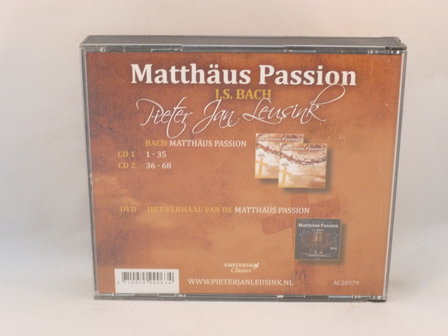 Matthäus Passion
J.S. BACH
Pieter Jan Leusink
BACH MATTHÄUS PASSION
CD 1 1 - 35
CD 2 36 - 68
DVD HET VERHAAL VAN DE MATTHÄUS PASSION
Matthäus Passion
AMSTERDAM
Classics
WWW.PIETERJANLEUSINK.NL
AC20579